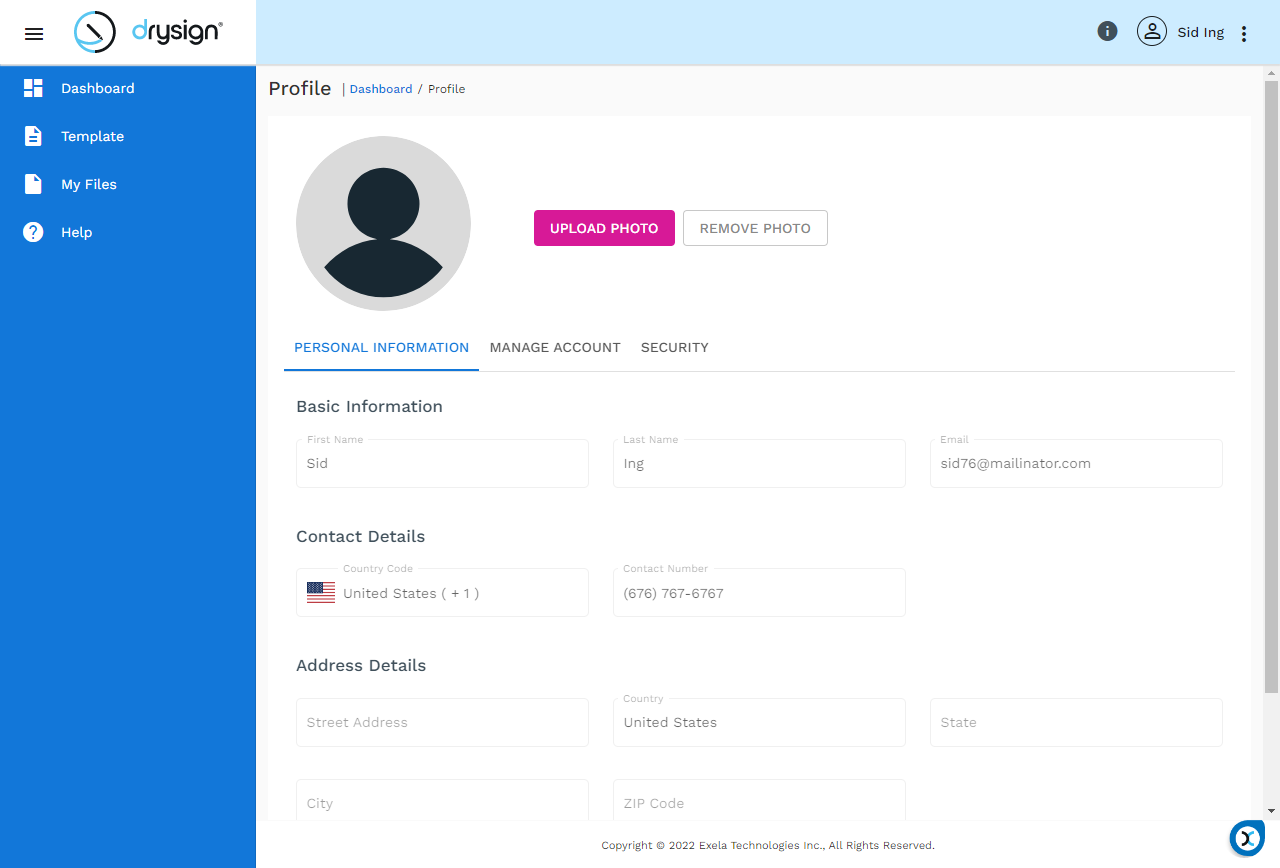 drysign®
Sid Ing
Dashboard
Template
My Files
Help
Profile | Dashboard / Profile
UPLOAD PHOTO REMOVE PHOTO
PERSONAL INFORMATION MANAGE ACCOUNT SECURITY
Basic Information
First Name Last Name Email
Sid Ing sid76@mailinator.com
Contact Details
Country Code Contact Number
United States ( + 1 ) (676) 767-6767
Address Details
Country
Street Address United States State
City ZIP Code
Copyright © 2022 Exela Technologies Inc., All Rights Reserved.